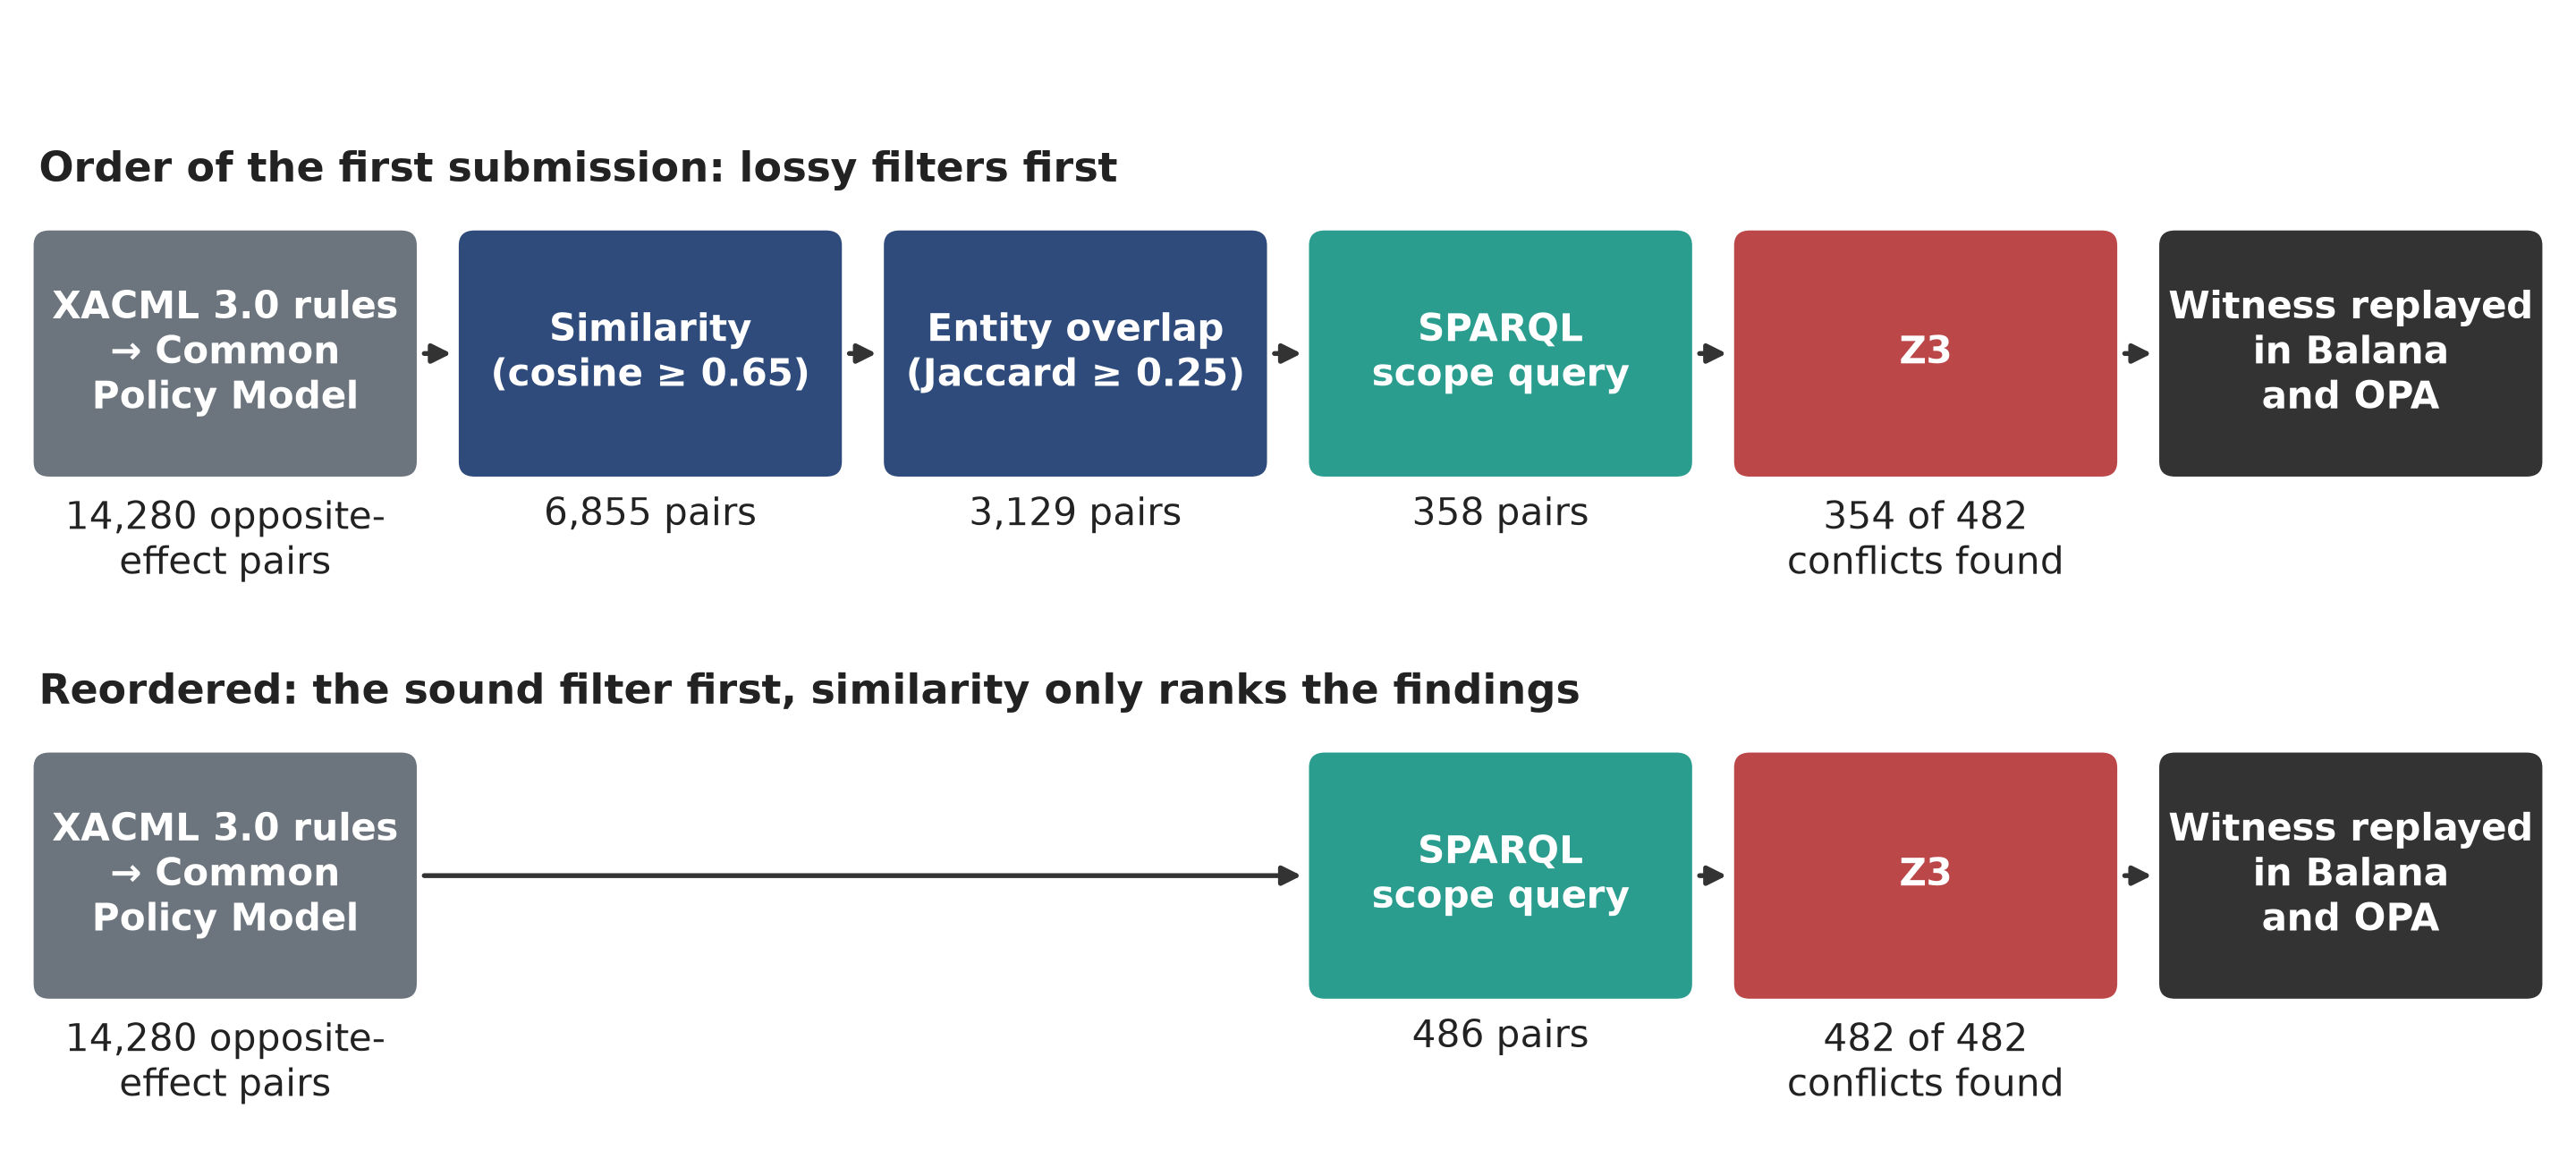 Order of the first submission: lossy filters first
XACML 3.0 rules
→ Common
Policy Model
Similarity
(cosine ≥ 0.65)
Entity overlap
(Jaccard ≥ 0.25)
SPARQL
scope query
Z3
Witness replayed
in Balana
and OPA
14,280 opposite-
effect pairs
6,855 pairs
3,129 pairs
358 pairs
354 of 482
conflicts found
Reordered: the sound filter first, similarity only ranks the findings
XACML 3.0 rules
→ Common
Policy Model
SPARQL
scope query
Z3
Witness replayed
in Balana
and OPA
14,280 opposite-
effect pairs
486 pairs
482 of 482
conflicts found